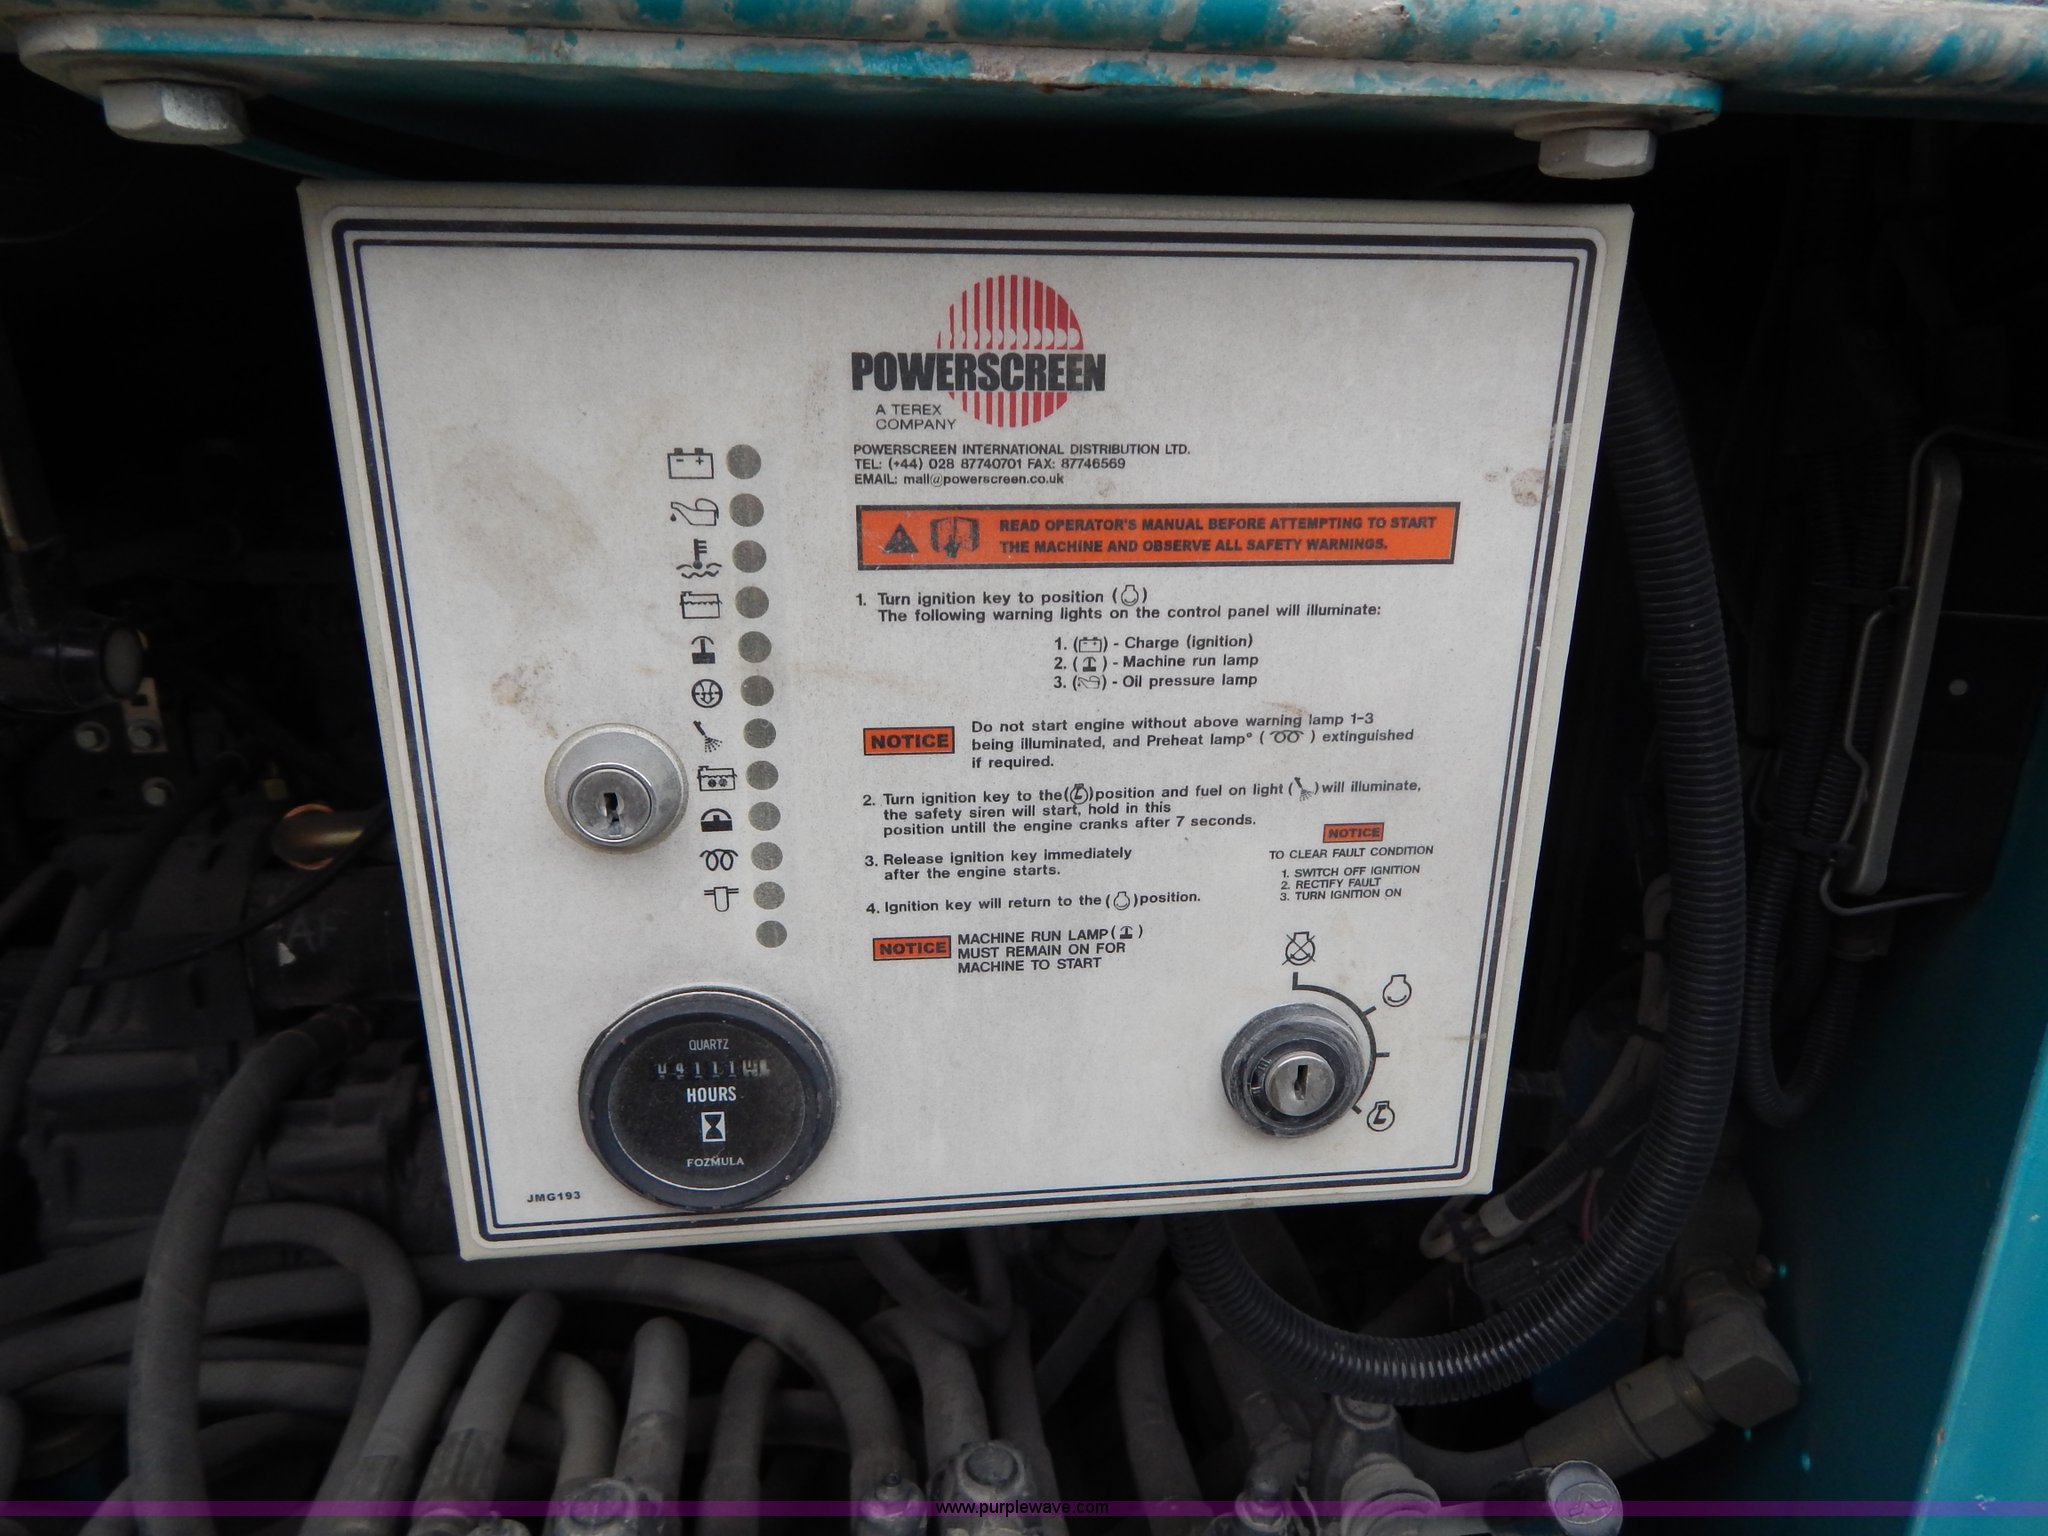 POWERSCREEN
A TEREX
COMPANY
POWERSCREEN INTERNATIONAL DISTRIBUTION LTD.
TEL: (+44) 028 87740701 FAX: 87746569
EMAIL: mail@powerscreen.co.uk
READ OPERATOR'S MANUAL BEFORE ATTEMPTING TO START
THE MACHINE AND OBSERVE ALL SAFETY WARNINGS.
1. Turn ignition key to position ( )
The following warning lights on the control panel will illuminate:
1. ( ) - Charge (ignition)
2. ( ) - Machine run lamp
3. ( ) - Oil pressure lamp
NOTICE
Do not start engine without above warning lamp 1-3
being illuminated, and Preheat lamp° ( ) extinguished
if required.
2. Turn ignition key to the ( ) position and fuel on light ( ) will illuminate,
the safety siren will start, hold in this
position untill the engine cranks after 7 seconds.
3. Release ignition key immediately
after the engine starts.
4. Ignition key will return to the ( ) position.
NOTICE
MACHINE RUN LAMP ( )
MUST REMAIN ON FOR
MACHINE TO START
NOTICE
TO CLEAR FAULT CONDITION
1. SWITCH OFF IGNITION
2. RECTIFY FAULT
3. TURN IGNITION ON
QUARTZ
HOURS
FOZMULA
JMG193
www.purplewave.com